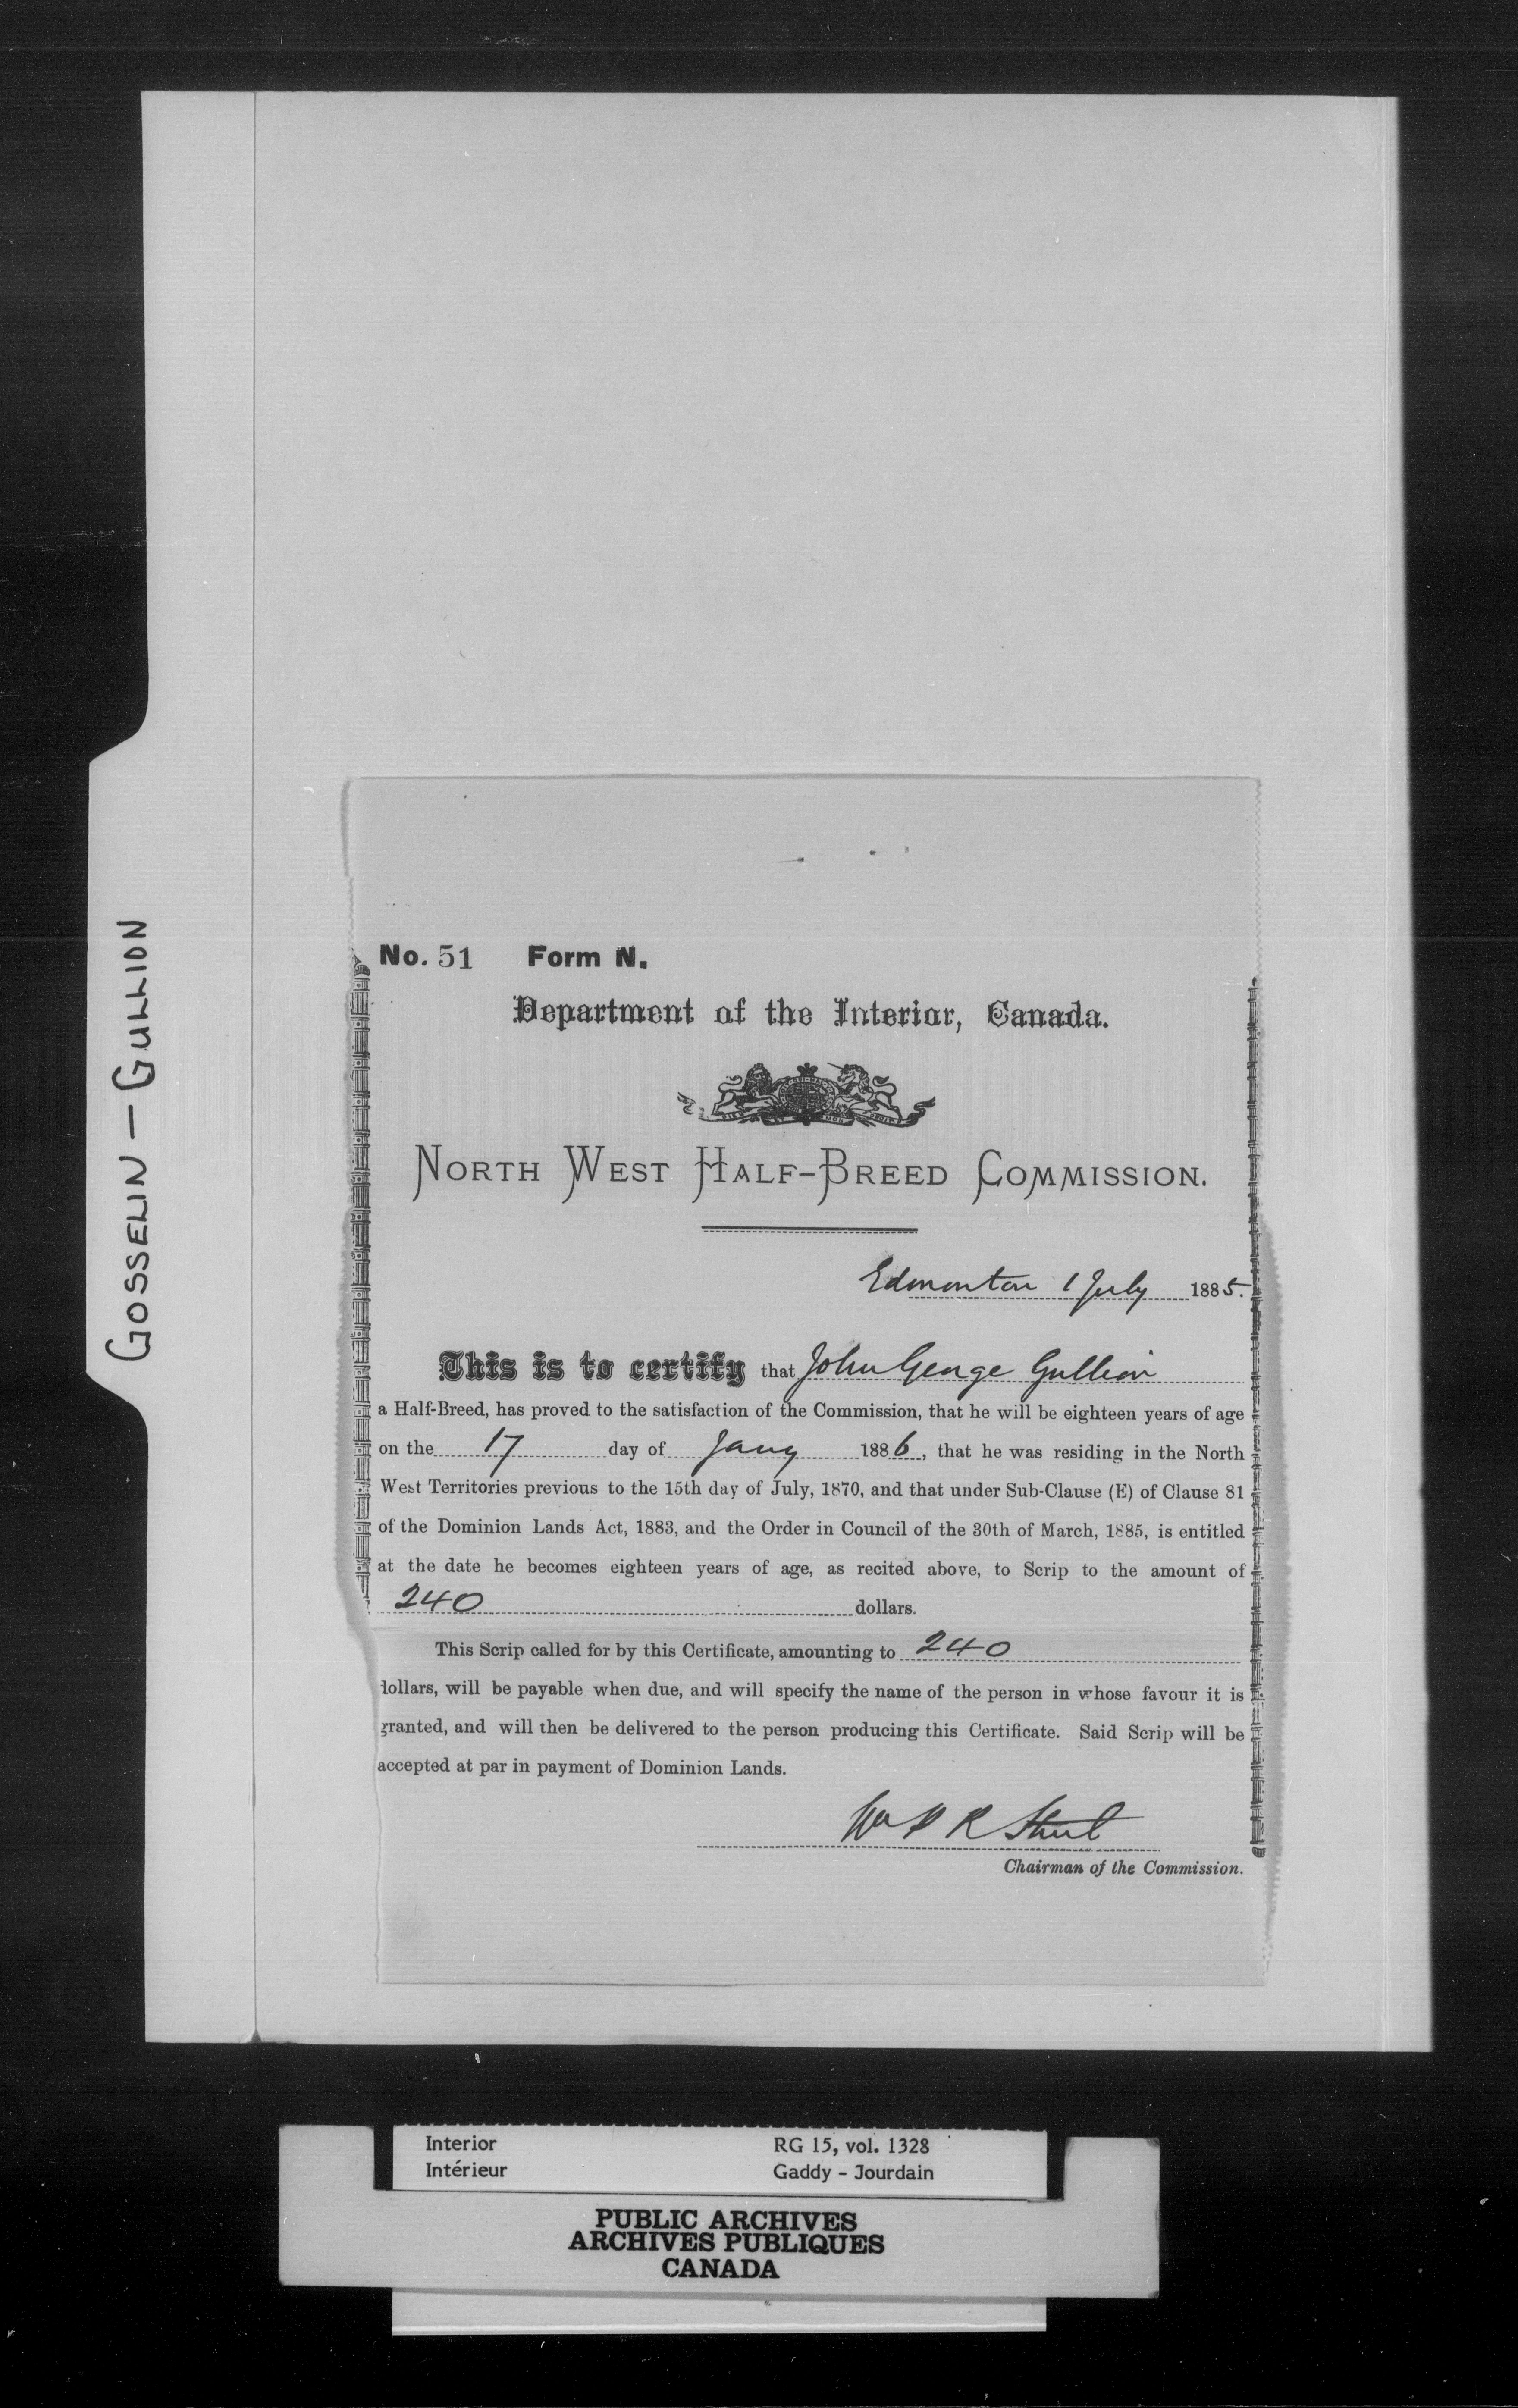 GOSSELIN – GULLION
No. 51 Form N.
Department of the Interior, Canada.
NORTH WEST HALF-BREED COMMISSION.
Edmonton 1 July 1885.
This is to certify that John George Gullion
a Half-Breed, has proved to the satisfaction of the Commission, that he will be eighteen years of age
on the 17 day of Jany 1886, that he was residing in the North
West Territories previous to the 15th day of July, 1870, and that under Sub-Clause (E) of Clause 81
of the Dominion Lands Act, 1883, and the Order in Council of the 30th of March, 1885, is entitled
at the date he becomes eighteen years of age, as recited above, to Scrip to the amount of
240 dollars.
This Scrip called for by this Certificate, amounting to 240
dollars, will be payable when due, and will specify the name of the person in whose favour it is
granted, and will then be delivered to the person producing this Certificate. Said Scrip will be
accepted at par in payment of Dominion Lands.
Wm P R Street
Chairman of the Commission.
Interior RG 15, vol. 1328
Intérieur Gaddy - Jourdain
PUBLIC ARCHIVES
ARCHIVES PUBLIQUES
CANADA